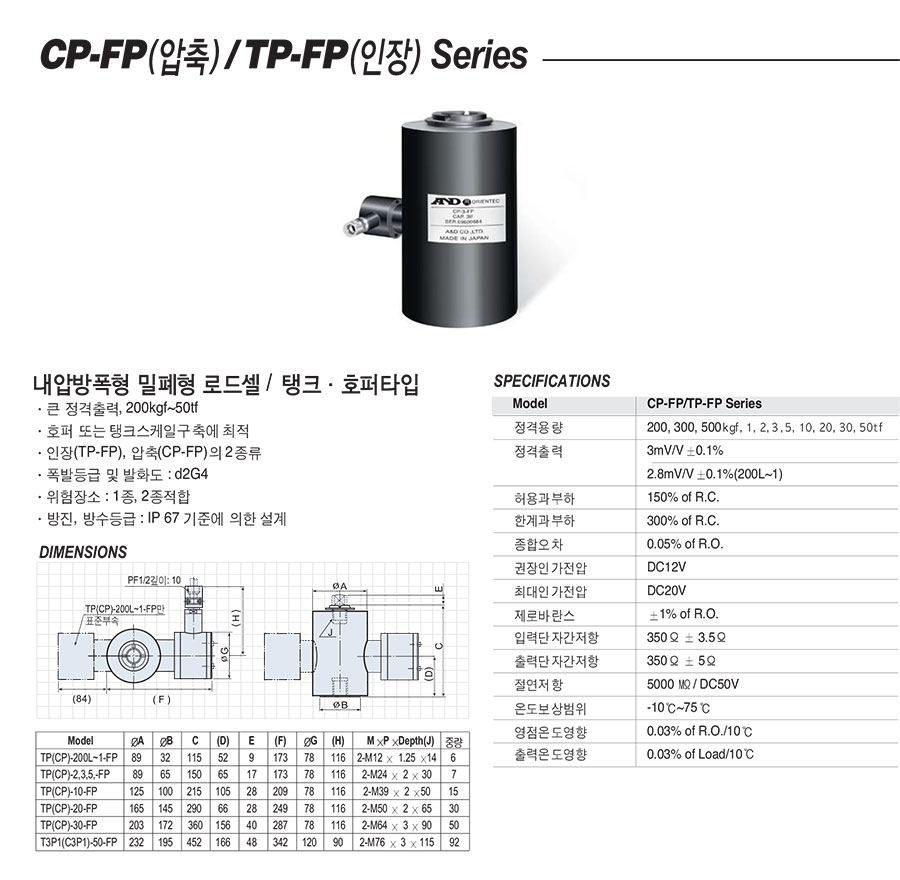 CP-FP(압축) / TP-FP(인장) Series
AND ORIENTEC
CP-3-FP
CAP. 3tf
A&D CO.,LTD.
MADE IN JAPAN
내압방폭형 밀폐형 로드셀 / 탱크 · 호퍼타입
· 큰 정격출력, 200kgf~50tf
· 호퍼 또는 탱크스케일구축에 최적
· 인장(TP-FP), 압축(CP-FP)의 2종류
· 폭발등급 및 발화도 : d2G4
· 위험장소 : 1종, 2종적합
· 방진, 방수등급 : IP 67 기준에 의한 설계
DIMENSIONS
PF1/2깊이: 10
TP(CP)-200L~1-FP만
표준부속
(H)
ØG
(84)
(F)
ØA
E
J
C
(D)
ØB
Model ØA ØB C (D) E (F) ØG (H) M×P×Depth(J) 중량
TP(CP)-200L~1-FP 89 32 115 52 9 173 78 116 2-M12 × 1.25 ×14 6
TP(CP)-2,3,5,-FP 89 65 150 65 17 173 78 116 2-M24 × 2 × 30 7
TP(CP)-10-FP 125 100 215 105 28 209 78 116 2-M39 × 2 ×50 15
TP(CP)-20-FP 165 145 290 66 28 249 78 116 2-M50 × 2 × 65 30
TP(CP)-30-FP 203 172 360 156 40 287 78 116 2-M64 × 3 × 90 50
T3P1(C3P1)-50-FP 232 195 452 166 48 342 120 90 2-M76 × 3 ×115 92
SPECIFICATIONS
Model CP-FP/TP-FP Series
정격용량 200, 300, 500kgf, 1, 2, 3, 5, 10, 20, 30, 50tf
정격출력 3mV/V ±0.1%
2.8mV/V ±0.1%(200L~1)
허용과부하 150% of R.C.
한계과부하 300% of R.C.
종합오차 0.05% of R.O.
권장인가전압 DC12V
최대인가전압 DC20V
제로바란스 ±1% of R.O.
입력단자간저항 350Ω ± 3.5Ω
출력단자간저항 350Ω ± 5Ω
절연저항 5000 ㏁ / DC50V
온도보상범위 -10℃~75℃
영점온도영향 0.03% of R.O./10℃
출력온도영향 0.03% of Load/10℃